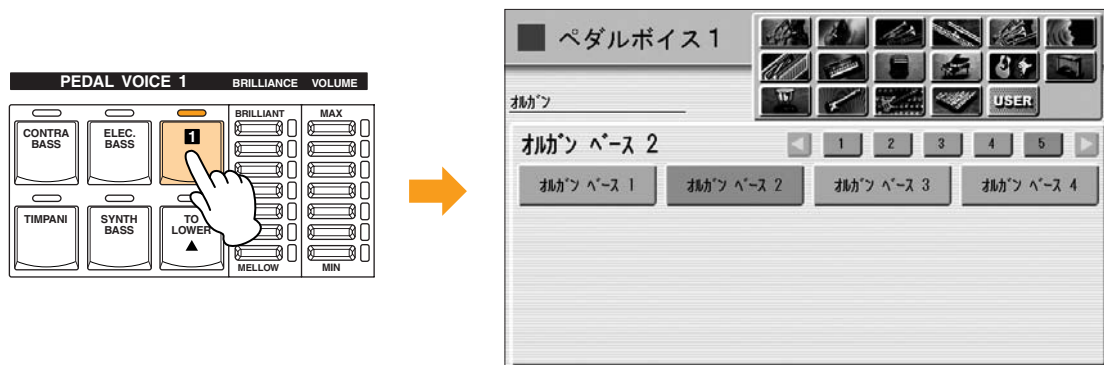 PEDAL VOICE 1 BRILLIANCE VOLUME
CONTRA BASS
ELEC. BASS
1
BRILLIANT
MAX
TIMPANI
SYNTH BASS
TO LOWER
▲
MELLOW
MIN
ペダルボイス1
オルガン
USER
オルガン ベース 2
1 2 3 4 5
オルガン ベース 1 オルガン ベース 2 オルガン ベース 3 オルガン ベース 4